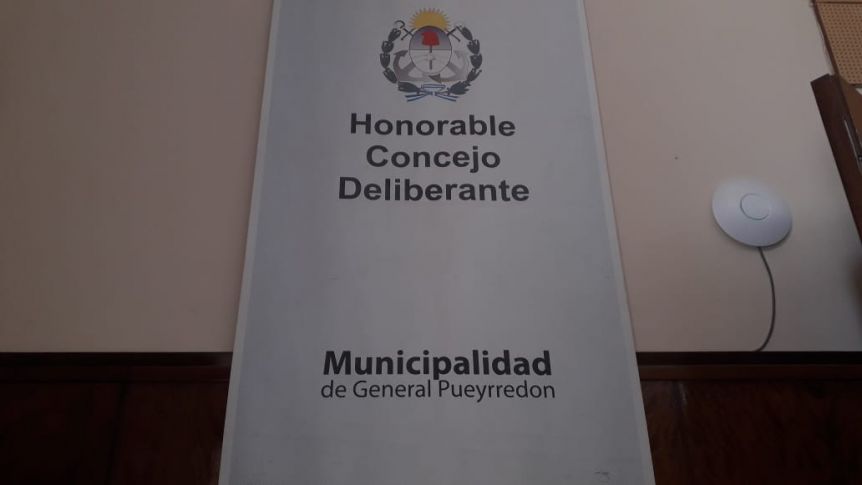 Honorable
Concejo
Deliberante
Municipalidad
de General Pueyrredon